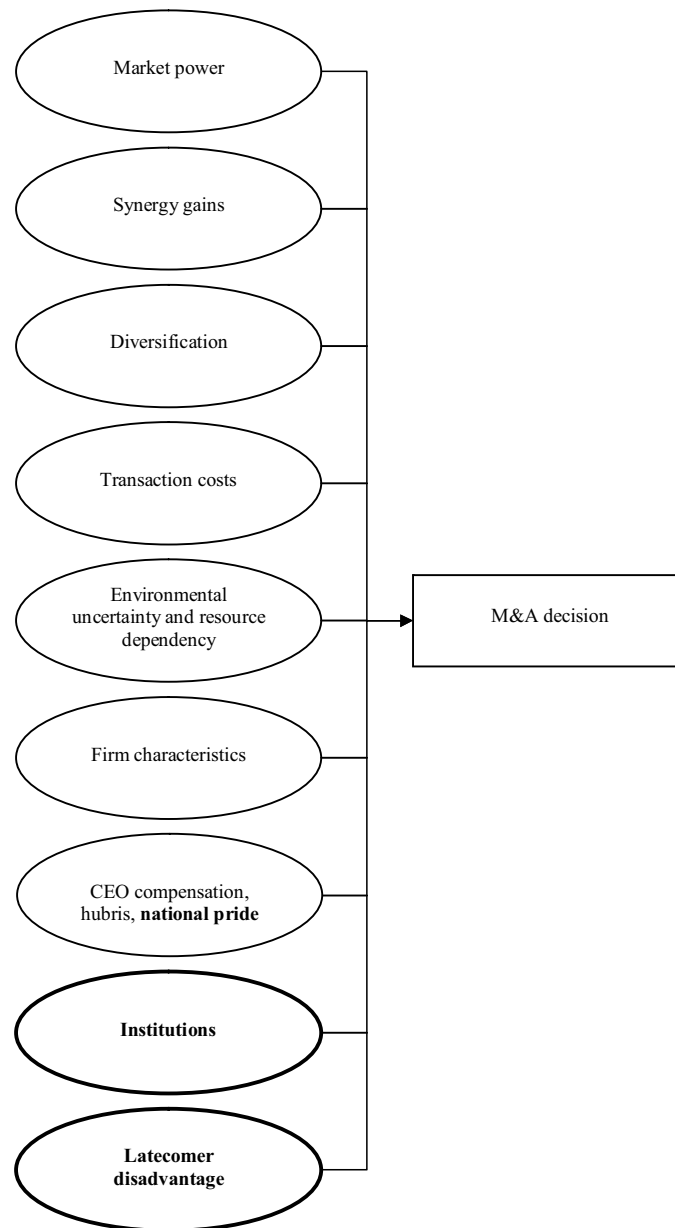 Market power
Synergy gains
Diversification
Transaction costs
Environmental
uncertainty and resource
dependency
M&A decision
Firm characteristics
CEO compensation,
hubris, national pride
Institutions
Latecomer
disadvantage